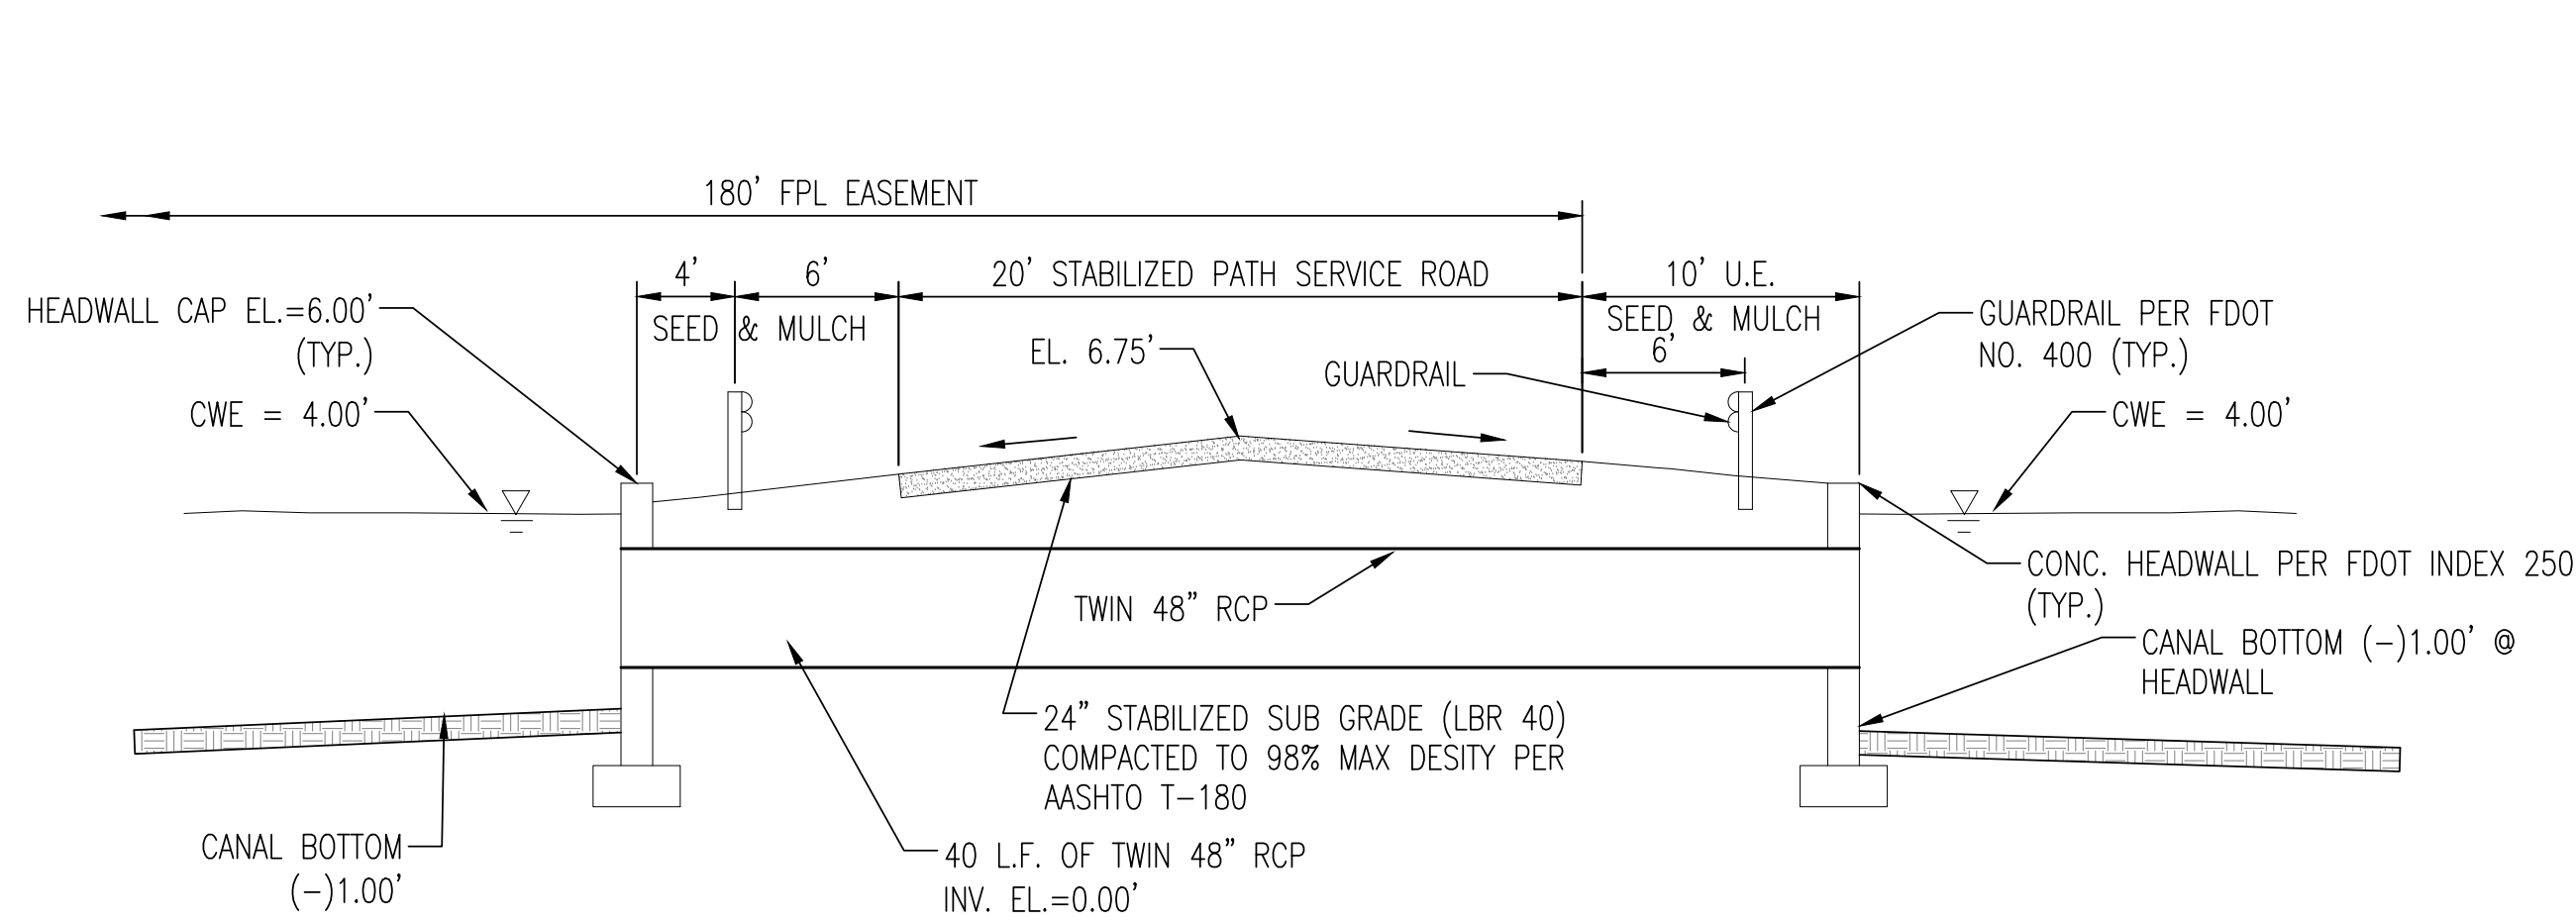 180' FPL EASEMENT
4'
6'
20' STABILIZED PATH SERVICE ROAD
10' U.E.
SEED & MULCH
SEED & MULCH
6'
HEADWALL CAP EL.=6.00'
(TYP.)
EL. 6.75'
GUARDRAIL
GUARDRAIL PER FDOT
NO. 400 (TYP.)
CWE = 4.00'
CWE = 4.00'
CONC. HEADWALL PER FDOT INDEX 250
(TYP.)
TWIN 48" RCP
CANAL BOTTOM (-)1.00' @
HEADWALL
24" STABILIZED SUB GRADE (LBR 40)
COMPACTED TO 98% MAX DESITY PER
AASHTO T-180
CANAL BOTTOM
(-)1.00'
40 L.F. OF TWIN 48" RCP
INV. EL.=0.00'